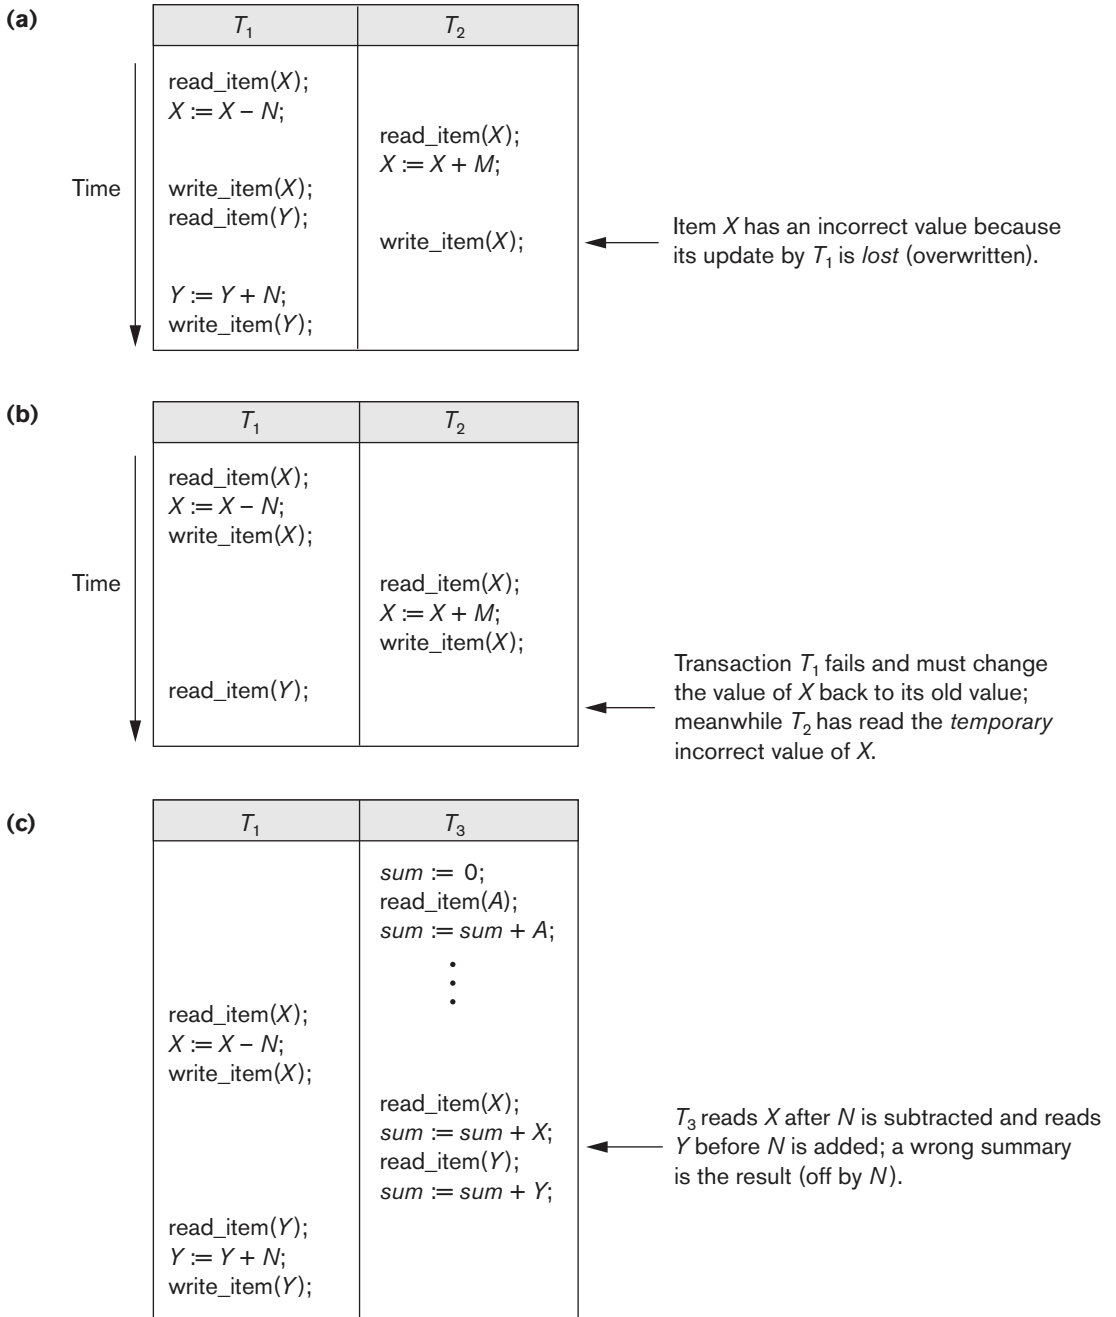 (a)
T1 T2
read_item(X);
X := X – N;
read_item(X);
X := X + M;
Time
write_item(X);
read_item(Y);
write_item(X);
Item X has an incorrect value because
its update by T1 is lost (overwritten).
Y := Y + N;
write_item(Y);
(b)
T1 T2
read_item(X);
X := X – N;
write_item(X);
Time
read_item(X);
X := X + M;
write_item(X);
read_item(Y);
Transaction T1 fails and must change
the value of X back to its old value;
meanwhile T2 has read the temporary
incorrect value of X.
(c)
T1 T3
sum := 0;
read_item(A);
sum := sum + A;
read_item(X);
X := X – N;
write_item(X);
read_item(X);
sum := sum + X;
read_item(Y);
sum := sum + Y;
T3 reads X after N is subtracted and reads
Y before N is added; a wrong summary
is the result (off by N).
read_item(Y);
Y := Y + N;
write_item(Y);